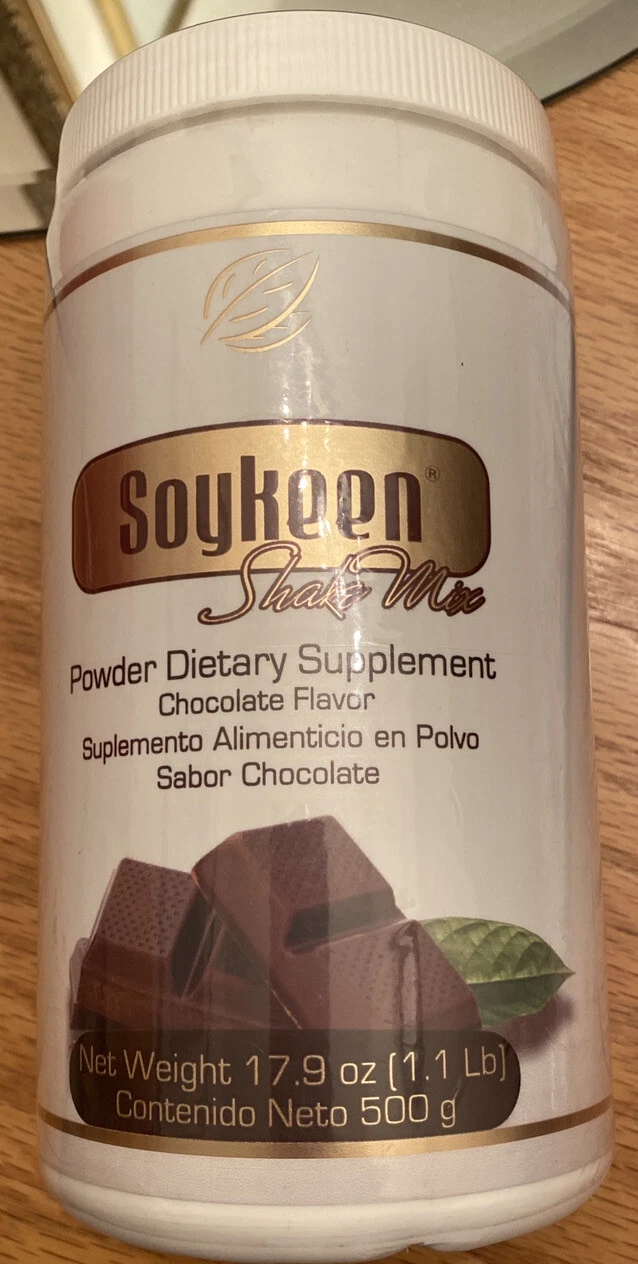 Soykeen®
Shake Mix
Powder Dietary Supplement
Chocolate Flavor
Suplemento Alimenticio en Polvo
Sabor Chocolate
Net Weight 17.9 oz (1.1 Lb)
Contenido Neto 500 g